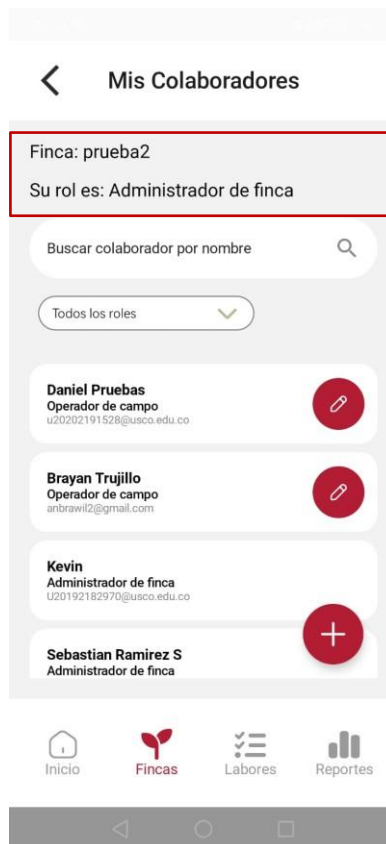 Mis Colaboradores
Finca: prueba2
Su rol es: Administrador de finca
Buscar colaborador por nombre
Todos los roles
Daniel Pruebas
Operador de campo
u20202191528@usco.edu.co
Brayan Trujillo
Operador de campo
anbrawil2@gmail.com
Kevin
Administrador de finca
U20192182970@usco.edu.co
Sebastian Ramirez S
Administrador de finca
Inicio
Fincas
Labores
Reportes